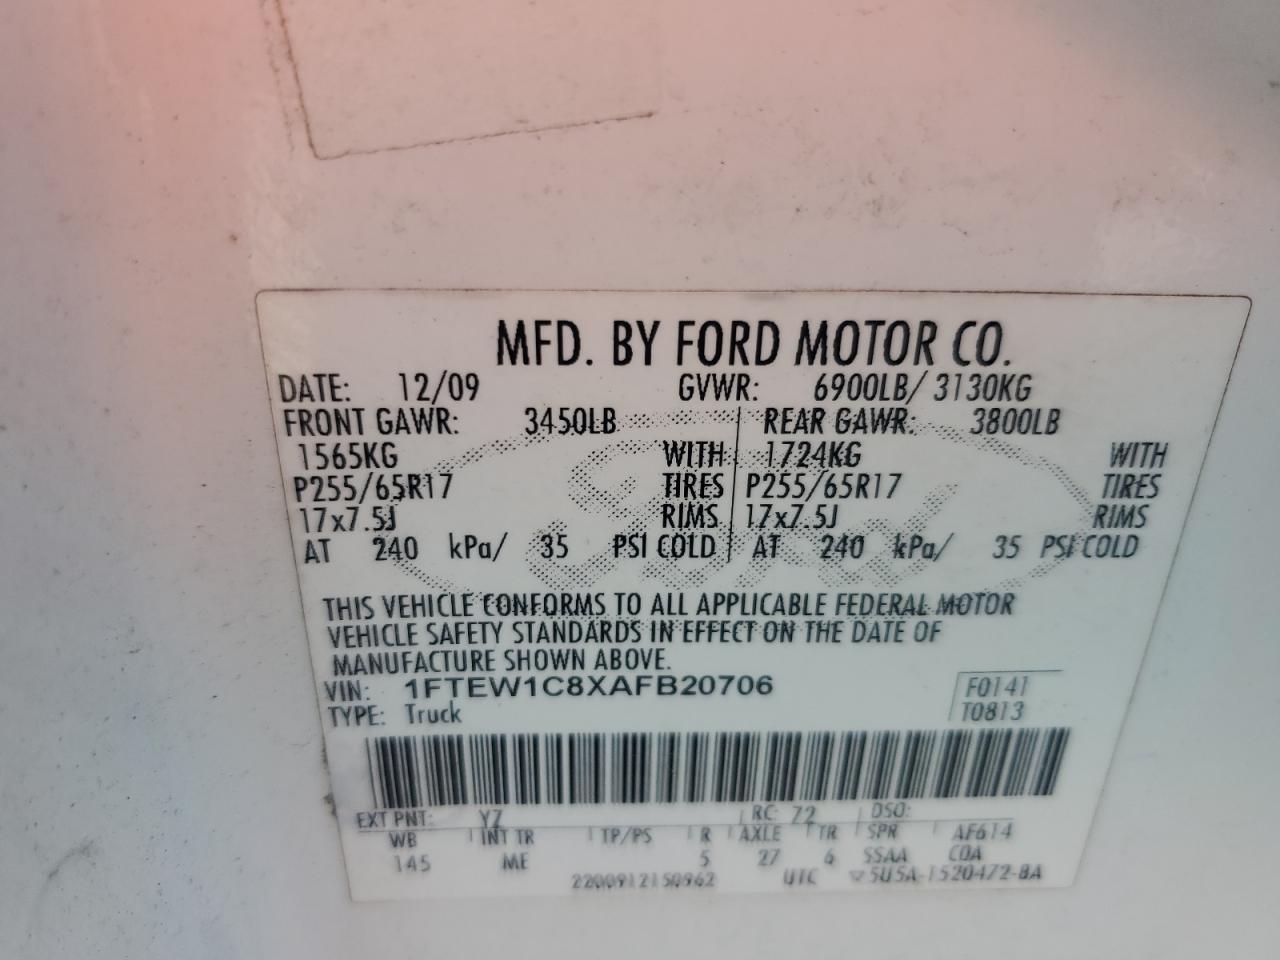 MFD. BY FORD MOTOR CO.
DATE: 12/09 GVWR: 6900LB/ 3130KG
FRONT GAWR: 3450LB REAR GAWR: 3800LB
1565KG WITH 1724KG WITH
P255/65R17 TIRES P255/65R17 TIRES
17x7.5J RIMS 17x7.5J RIMS
AT 240 kPa/ 35 PSI COLD AT 240 kPa/ 35 PSI COLD
Ford
THIS VEHICLE CONFORMS TO ALL APPLICABLE FEDERAL MOTOR
VEHICLE SAFETY STANDARDS IN EFFECT ON THE DATE OF
MANUFACTURE SHOWN ABOVE.
VIN: 1FTEW1C8XAFB20706 F0141
TYPE: Truck T0813
EXT PNT: YZ RC: 72 DSO:
WB INT TR TP/PS R AXLE TR SPR AF614
145 ME 5 27 6 SSAA CDA
2200912150962 UTC ▽5U5A-1520472-BA